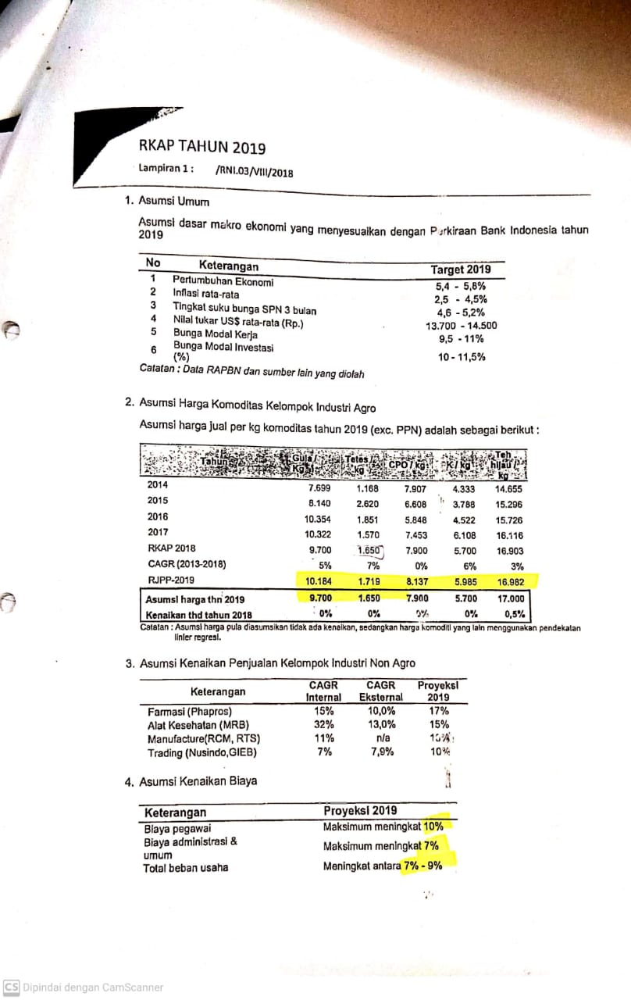 RKAP TAHUN 2019
Lampiran 1 : /RNI.03/VIII/2018
1. Asumsi Umum
Asumsi dasar makro ekonomi yang menyesuaikan dengan Perkiraan Bank Indonesia tahun
2019
No Keterangan Target 2019
1 Pertumbuhan Ekonomi 5,4 - 5,8%
2 Inflasi rata-rata 2,5 - 4,5%
3 Tingkat suku bunga SPN 3 bulan 4,6 - 5,2%
4 Nilai tukar US$ rata-rata (Rp.) 13.700 - 14.500
5 Bunga Modal Kerja 9,5 - 11%
6 Bunga Modal Investasi
(%) 10 - 11,5%
Catatan : Data RAPBN dan sumber lain yang diolah
2. Asumsi Harga Komoditas Kelompok Industri Agro
Asumsi harga jual per kg komoditas tahun 2019 (exc. PPN) adalah sebagai berikut :
Tahun Gula / Kg Tetes / kg CPO / kg K / kg Teh hijau / kg
2014 7.699 1.168 7.907 4.333 14.655
2015 8.140 2.620 6.608 3.788 15.296
2016 10.354 1.851 5.848 4.522 15.726
2017 10.322 1.570 7.453 6.108 16.116
RKAP 2018 9.700 1.650 7.900 5.700 16.903
CAGR (2013-2018) 5% 7% 0% 6% 3%
RJPP-2019 10.184 1.719 8.137 5.985 16.982
Asumsi harga thn 2019 9.700 1.650 7.900 5.700 17.000
Kenaikan thd tahun 2018 0% 0% 0% 0% 0,5%
Catatan : Asumsi harga gula diasumsikan tidak ada kenaikan, sedangkan harga komoditi yang lain menggunakan pendekatan
linier regresi.
3. Asumsi Kenaikan Penjualan Kelompok Industri Non Agro
Keterangan CAGR Internal CAGR Eksternal Proyeksi 2019
Farmasi (Phapros) 15% 10,0% 17%
Alat Kesehatan (MRB) 32% 13,0% 15%
Manufacture(RCM, RTS) 11% n/a
Trading (Nusindo,GIEB) 7% 7,9% 10%
4. Asumsi Kenaikan Biaya
Keterangan Proyeksi 2019
Biaya pegawai Maksimum meningkat 10%
Biaya administrasi &
umum Maksimum meningkat 7%
Total beban usaha Meningkat antara 7% - 9%
CS Dipindai dengan CamScanner